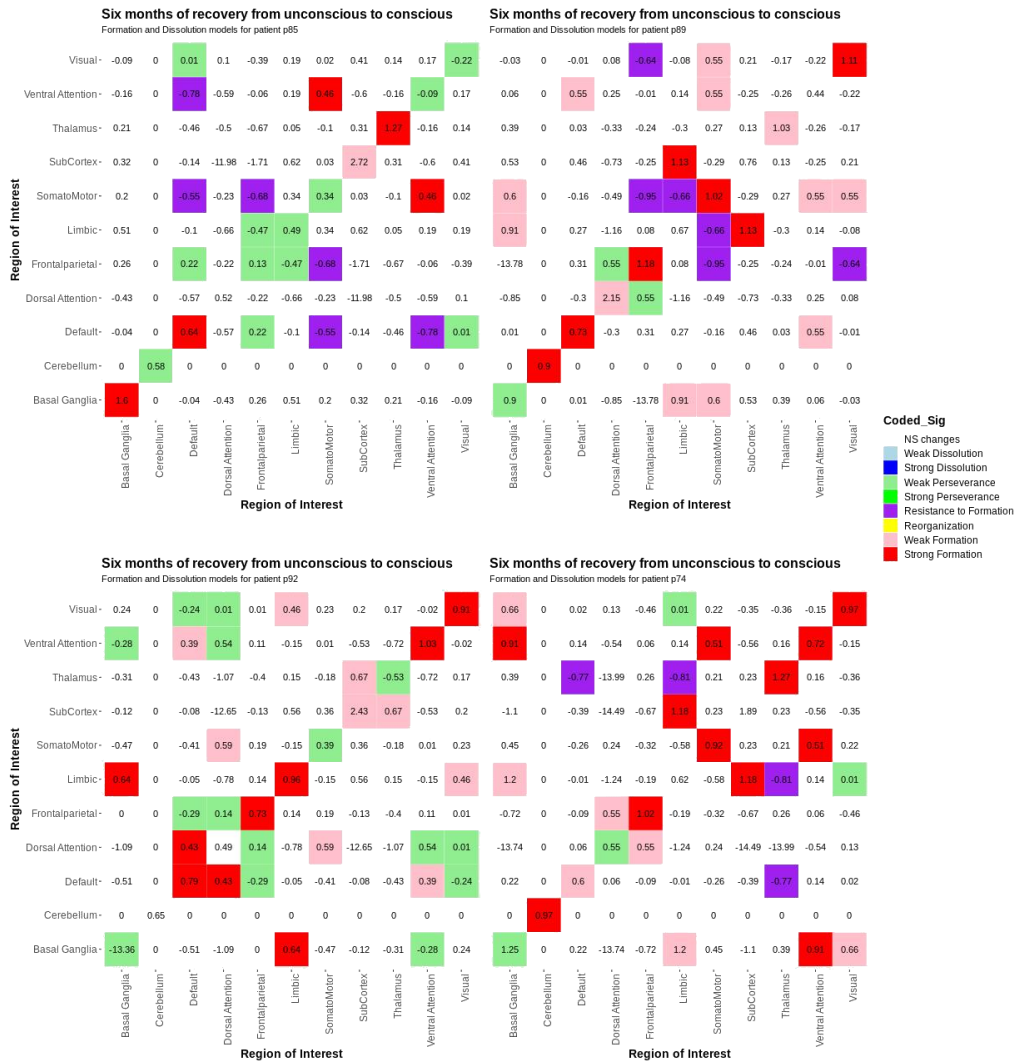 Six months of recovery from unconscious to conscious
Formation and Dissolution models for patient p85
Region of Interest
Visual -0.09 0 0.01 0.1 -0.39 0.19 0.02 0.41 0.14 0.17 -0.22
Ventral Attention -0.16 0 -0.78 -0.59 -0.06 0.19 0.46 -0.6 -0.16 -0.09 0.17
Thalamus 0.21 0 -0.46 -0.5 -0.67 0.05 -0.1 0.31 1.27 -0.16 0.14
SubCortex 0.32 0 -0.14 -11.98 -1.71 0.62 0.03 2.72 0.31 -0.6 0.41
SomatoMotor 0.2 0 -0.55 -0.23 -0.68 0.34 0.34 0.03 -0.1 0.46 0.02
Limbic 0.51 0 -0.1 -0.66 -0.47 0.49 0.34 0.62 0.05 0.19 0.19
Frontalparietal 0.26 0 0.22 -0.22 0.13 -0.47 -0.68 -1.71 -0.67 -0.06 -0.39
Dorsal Attention -0.43 0 -0.57 0.52 -0.22 -0.66 -0.23 -11.98 -0.5 -0.59 0.1
Default -0.04 0 0.64 -0.57 0.22 -0.1 -0.55 -0.14 -0.46 -0.78 0.01
Cerebellum 0 0.58 0 0 0 0 0 0 0 0 0
Basal Ganglia 1.6 0 -0.04 -0.43 0.26 0.51 0.2 0.32 0.21 -0.16 -0.09
Basal Ganglia Cerebellum Default Dorsal Attention Frontalparietal Limbic SomatoMotor SubCortex Thalamus Ventral Attention Visual
Region of Interest
Six months of recovery from unconscious to conscious
Formation and Dissolution models for patient p89
-0.03 0 -0.01 0.08 -0.64 -0.08 0.55 0.21 -0.17 -0.22 1.11
0.06 0 0.55 0.25 -0.01 0.14 0.55 -0.25 -0.26 0.44 -0.22
0.39 0 0.03 -0.33 -0.24 -0.3 0.27 0.13 1.03 -0.26 -0.17
0.53 0 0.46 -0.73 -0.25 1.13 -0.29 0.76 0.13 -0.25 0.21
0.6 0 -0.16 -0.49 -0.95 -0.66 1.02 -0.29 0.27 0.55 0.55
0.91 0 0.27 -1.16 0.08 0.67 -0.66 1.13 -0.3 0.14 -0.08
-13.78 0 0.31 0.55 1.18 0.08 -0.95 -0.25 -0.24 -0.01 -0.64
-0.85 0 -0.3 2.15 0.55 -1.16 -0.49 -0.73 -0.33 0.25 0.08
0.01 0 0.73 -0.3 0.31 0.27 -0.16 0.46 0.03 0.55 -0.01
0 0.9 0 0 0 0 0 0 0 0 0
0.9 0 0.01 -0.85 -13.78 0.91 0.6 0.53 0.39 0.06 -0.03
Basal Ganglia Cerebellum Default Dorsal Attention Frontalparietal Limbic SomatoMotor SubCortex Thalamus Ventral Attention Visual
Region of Interest
Coded_Sig
NS changes
Weak Dissolution
Strong Dissolution
Weak Perseverance
Strong Perseverance
Resistance to Formation
Reorganization
Weak Formation
Strong Formation
Six months of recovery from unconscious to conscious
Formation and Dissolution models for patient p92
Region of Interest
Visual 0.24 0 -0.24 0.01 0.01 0.46 0.23 0.2 0.17 -0.02 0.91
Ventral Attention -0.28 0 0.39 0.54 0.11 -0.15 0.01 -0.53 -0.72 1.03 -0.02
Thalamus -0.31 0 -0.43 -1.07 -0.4 0.15 -0.18 0.67 -0.53 -0.72 0.17
SubCortex -0.12 0 -0.08 -12.65 -0.13 0.56 0.36 2.43 0.67 -0.53 0.2
SomatoMotor -0.47 0 -0.41 0.59 0.19 -0.15 0.39 0.36 -0.18 0.01 0.23
Limbic 0.64 0 -0.05 -0.78 0.14 0.96 -0.15 0.56 0.15 -0.15 0.46
Frontalparietal 0 0 -0.29 0.14 0.73 0.14 0.19 -0.13 -0.4 0.11 0.01
Dorsal Attention -1.09 0 0.43 0.49 0.14 -0.78 0.59 -12.65 -1.07 0.54 0.01
Default -0.51 0 0.79 0.43 -0.29 -0.05 -0.41 -0.08 -0.43 0.39 -0.24
Cerebellum 0 0.65 0 0 0 0 0 0 0 0 0
Basal Ganglia -13.36 0 -0.51 -1.09 0 0.64 -0.47 -0.12 -0.31 -0.28 0.24
Basal Ganglia Cerebellum Default Dorsal Attention Frontalparietal Limbic SomatoMotor SubCortex Thalamus Ventral Attention Visual
Region of Interest
Six months of recovery from unconscious to conscious
Formation and Dissolution models for patient p74
0.66 0 0.02 0.13 -0.46 0.01 0.22 -0.35 -0.36 -0.15 0.97
0.91 0 0.14 -0.54 0.06 0.14 0.51 -0.56 0.16 0.72 -0.15
0.39 0 -0.77 -13.99 0.26 -0.81 0.21 0.23 1.27 0.16 -0.36
-1.1 0 -0.39 -14.49 -0.67 1.18 0.23 1.89 0.23 -0.56 -0.35
0.45 0 -0.26 0.24 -0.32 -0.58 0.92 0.23 0.21 0.51 0.22
1.2 0 -0.01 -1.24 -0.19 0.62 -0.58 1.18 -0.81 0.14 0.01
-0.72 0 -0.09 0.55 1.02 -0.19 -0.32 -0.67 0.26 0.06 -0.46
-13.74 0 0.06 0.55 0.55 -1.24 0.24 -14.49 -13.99 -0.54 0.13
0.22 0 0.6 0.06 -0.09 -0.01 -0.26 -0.39 -0.77 0.14 0.02
0 0.97 0 0 0 0 0 0 0 0 0
1.25 0 0.22 -13.74 -0.72 1.2 0.45 -1.1 0.39 0.91 0.66
Basal Ganglia Cerebellum Default Dorsal Attention Frontalparietal Limbic SomatoMotor SubCortex Thalamus Ventral Attention Visual
Region of Interest